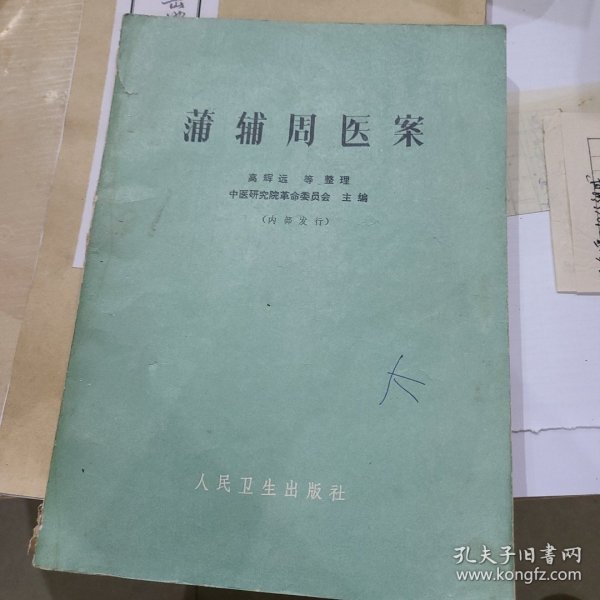 蒲辅周医案
高辉远 等 整理
中医研究院革命委员会 主编
(内部发行)
大
人民卫生出版社
孔夫子旧书网
www.kongfz.com